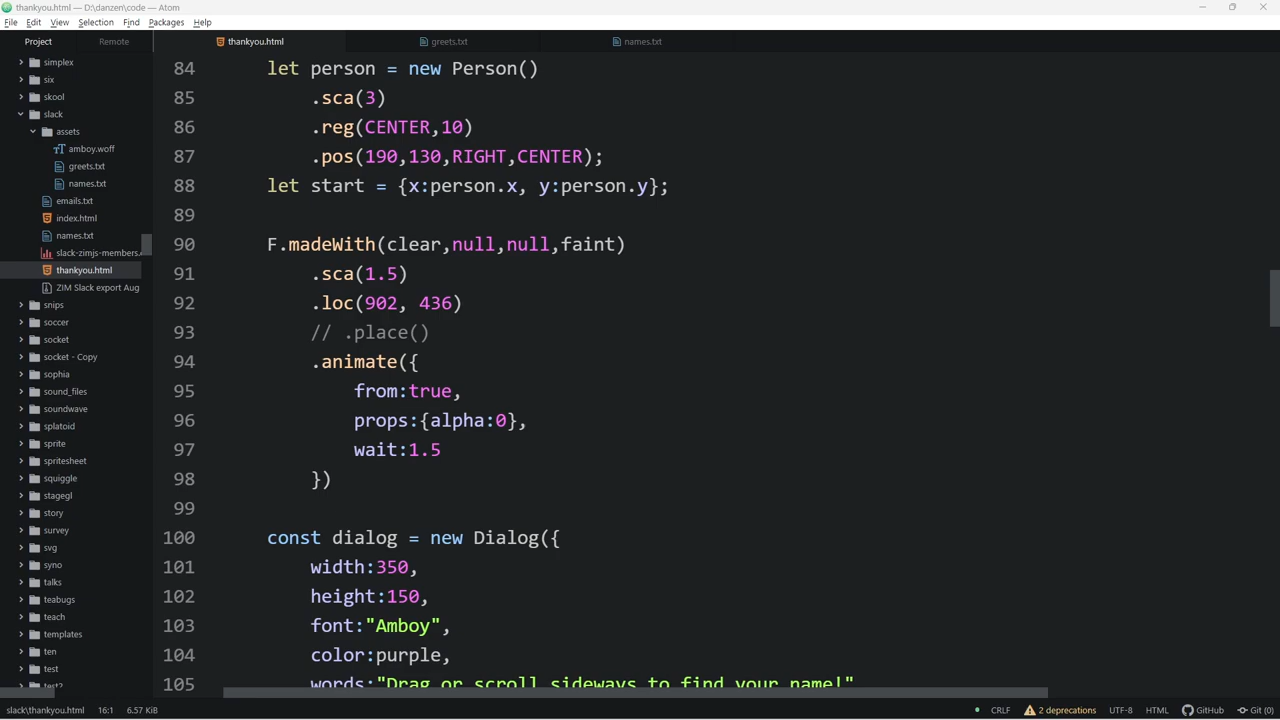 thankyou.html — D:\danzen\code — Atom
File Edit View Selection Find Packages Help
Project Remote
thankyou.html greets.txt names.txt
simplex
six
skool
slack
assets
amboy.woff
greets.txt
names.txt
emails.txt
index.html
names.txt
slack-zimjs-members.
thankyou.html
ZIM Slack export Aug
snips
soccer
socket
socket - Copy
sophia
sound_files
soundwave
splatoid
sprite
spritesheet
squiggle
stagegl
story
survey
svg
syno
talks
teabugs
teach
templates
ten
test
test2
84 let person = new Person()
85 .sca(3)
86 .reg(CENTER,10)
87 .pos(190,130,RIGHT,CENTER);
88 let start = {x:person.x, y:person.y};
89
90 F.madeWith(clear,null,null,faint)
91 .sca(1.5)
92 .loc(902, 436)
93 // .place()
94 .animate({
95 from:true,
96 props:{alpha:0},
97 wait:1.5
98 })
99
100 const dialog = new Dialog({
101 width:350,
102 height:150,
103 font:"Amboy",
104 color:purple,
105 words:"Drag or scroll sideways to find your name!"
slack\thankyou.html 16:1 6.57 KiB CRLF 2 deprecations UTF-8 HTML GitHub Git (0)